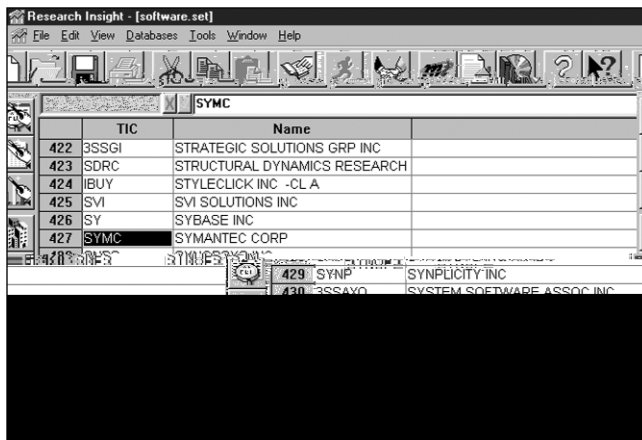 Research Insight - [software.set]
File Edit View Databases Tools Window Help
SYMC
TIC Name
422 3SSGI STRATEGIC SOLUTIONS GRP INC
423 SDRC STRUCTURAL DYNAMICS RESEARCH
424 IBUY STYLECLICK INC -CL A
425 SVI SVI SOLUTIONS INC
426 SY SYBASE INC
427 SYMC SYMANTEC CORP
429 SYNP SYNPLICITY INC
430 3SSAXQ SYSTEM SOFTWARE ASSOC INC